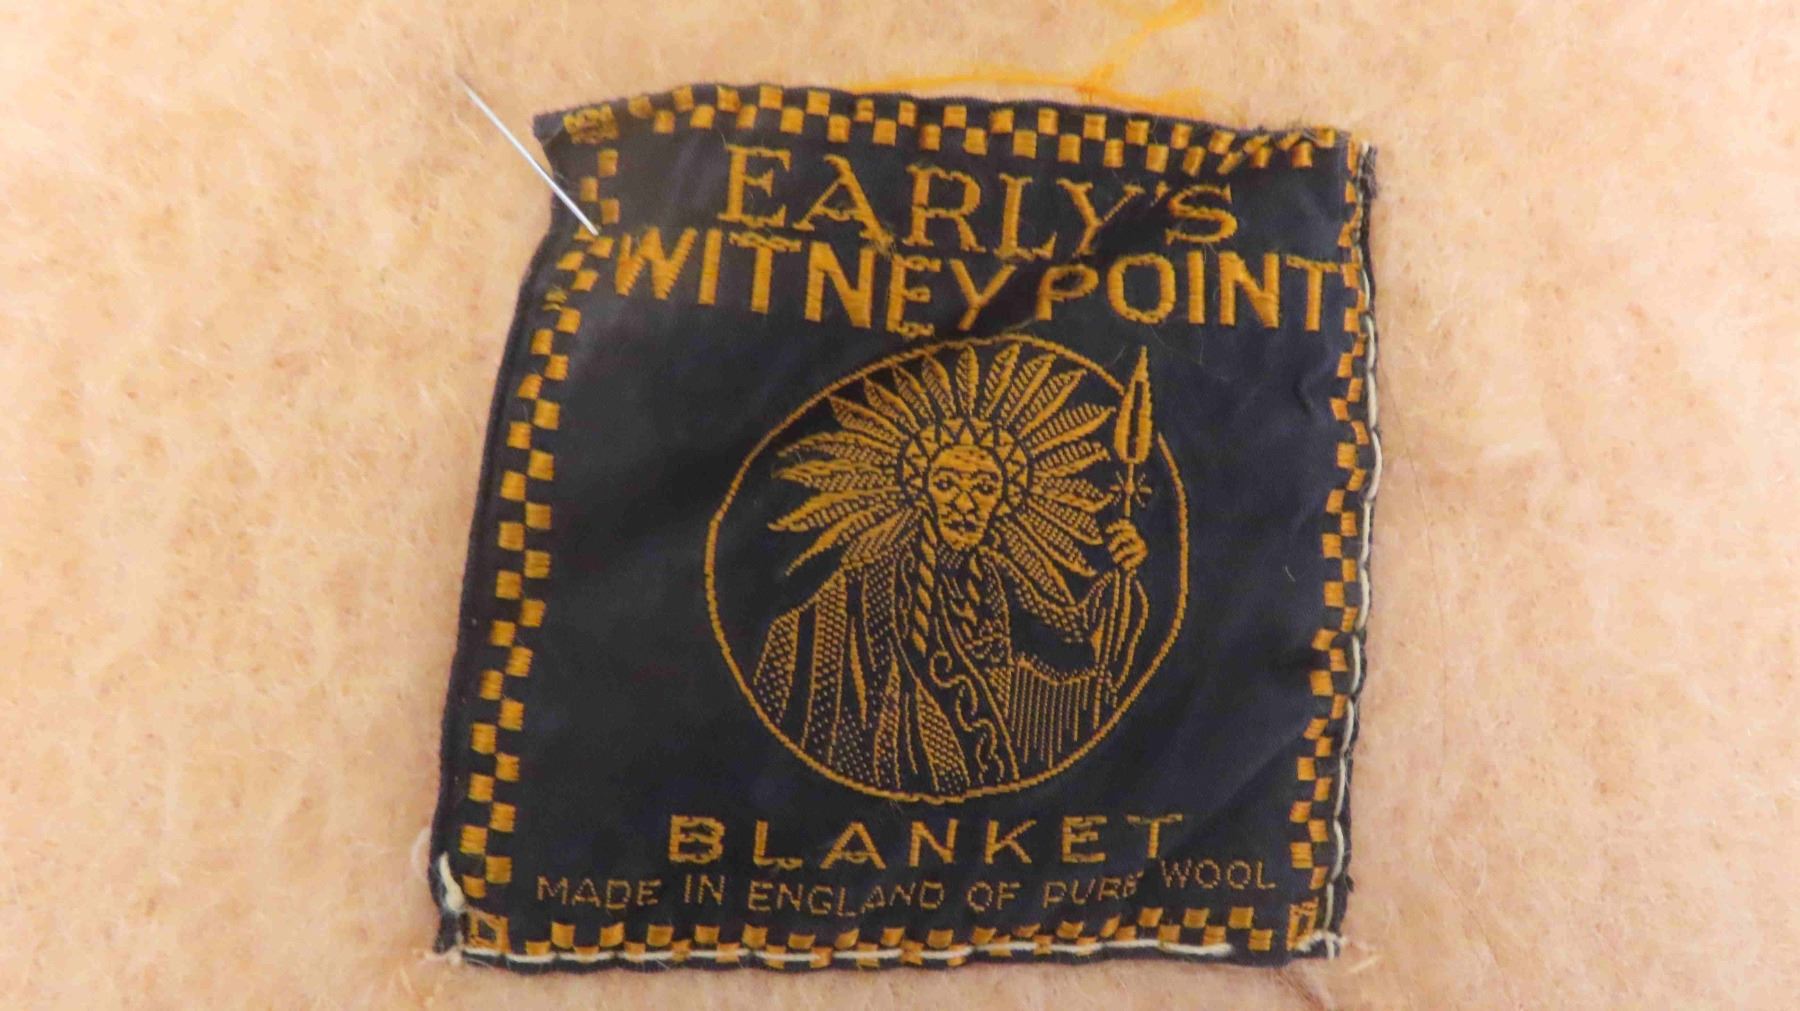 EARLY'S
WITNEY POINT
BLANKET
MADE IN ENGLAND OF PURE WOOL